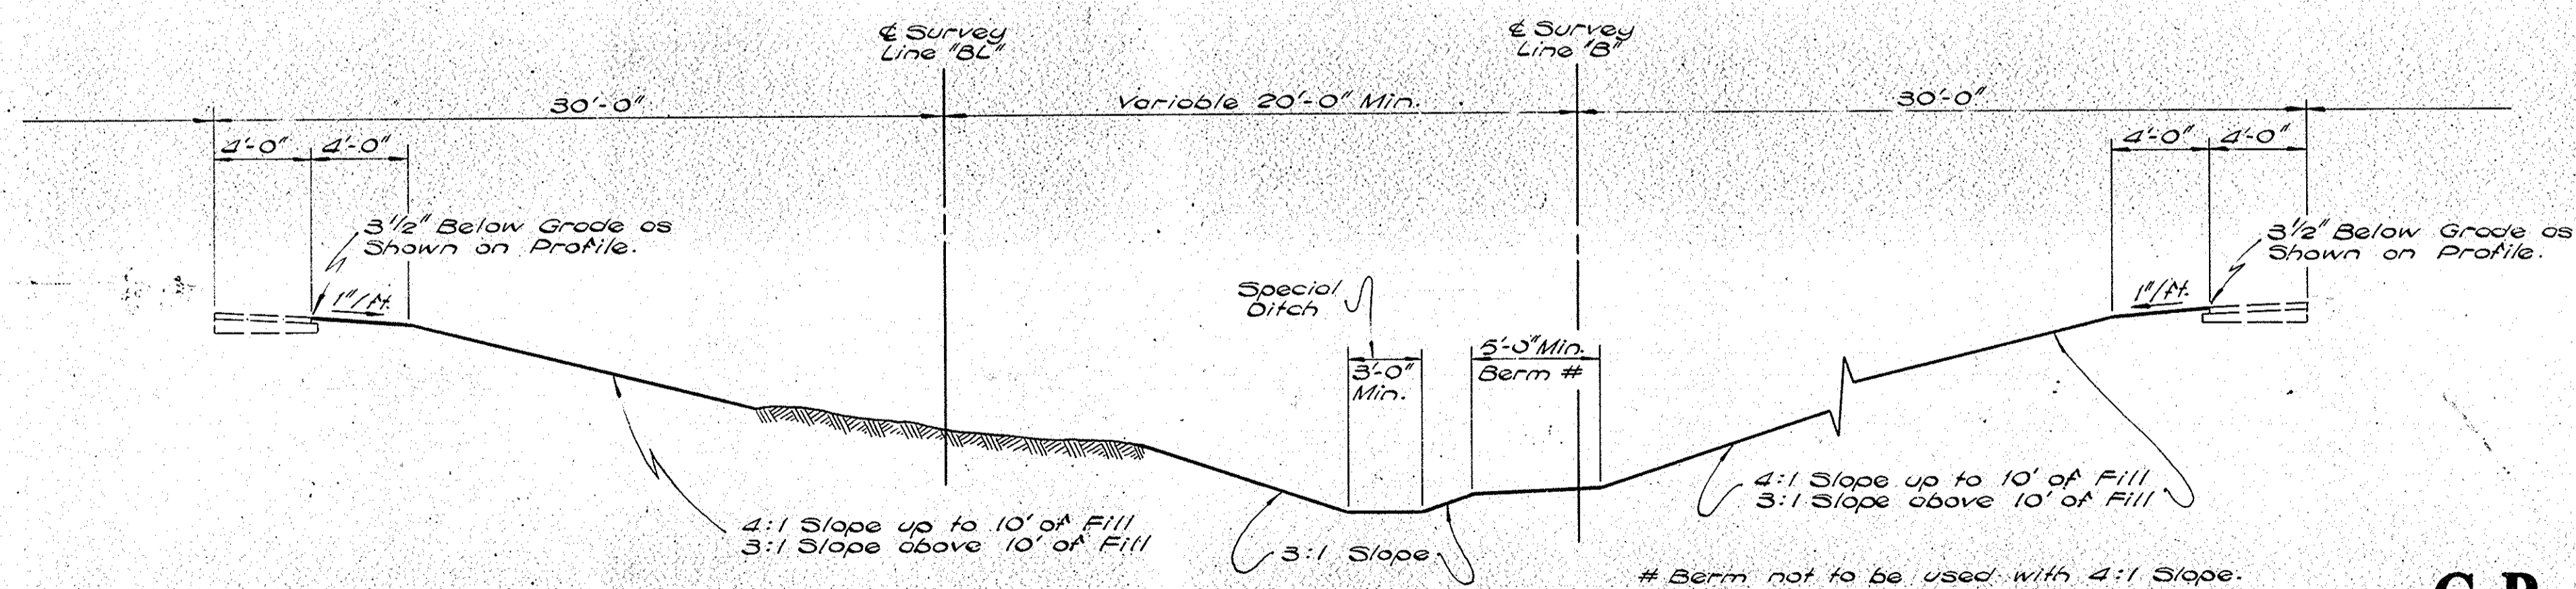 ℄ Survey
Line "BL"
℄ Survey
Line "B"
30'-0"
Variable 20'-0" Min.
30'-0"
4'-0"
4'-0"
4'-0"
4'-0"
3 1/2" Below Grade as
Shown on Profile.
3 1/2" Below Grade as
Shown on Profile.
1"/ft.
Special
Ditch
1"/ft.
3'-0"
Min.
5'-0" Min.
Berm #
4:1 Slope up to 10' of Fill
3:1 Slope above 10' of Fill
3:1 Slope
4:1 Slope up to 10' of Fill
3:1 Slope above 10' of Fill
# Berm not to be used with 4:1 Slope.